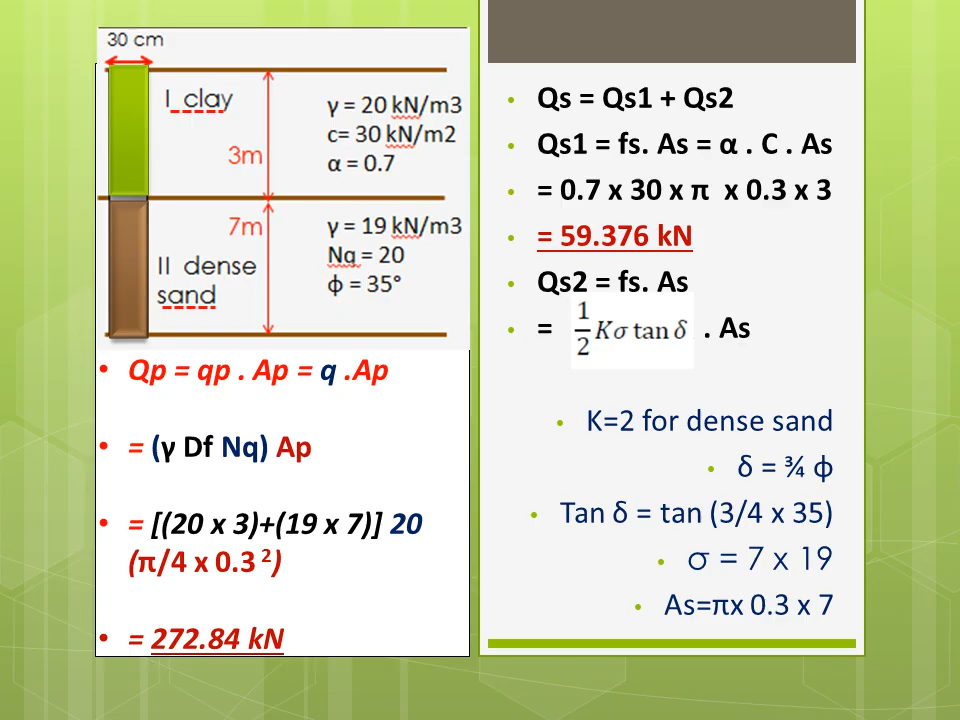 30 cm
I clay
γ = 20 kN/m3
c= 30 kN/m2
α = 0.7
3m
7m
γ = 19 kN/m3
Nq = 20
ϕ = 35°
II dense
sand
• Qp = qp . Ap = q .Ap
• = (γ Df Nq) Ap
• = [(20 x 3)+(19 x 7)] 20
(π/4 x 0.3 ²)
• = 272.84 kN
• Qs = Qs1 + Qs2
• Qs1 = fs. As = α . C . As
• = 0.7 x 30 x π x 0.3 x 3
• = 59.376 kN
• Qs2 = fs. As
• = 1/2 Kσ tan δ . As
• K=2 for dense sand
• δ = ¾ ϕ
• Tan δ = tan (3/4 x 35)
• σ = 7 x 19
• As=πx 0.3 x 7